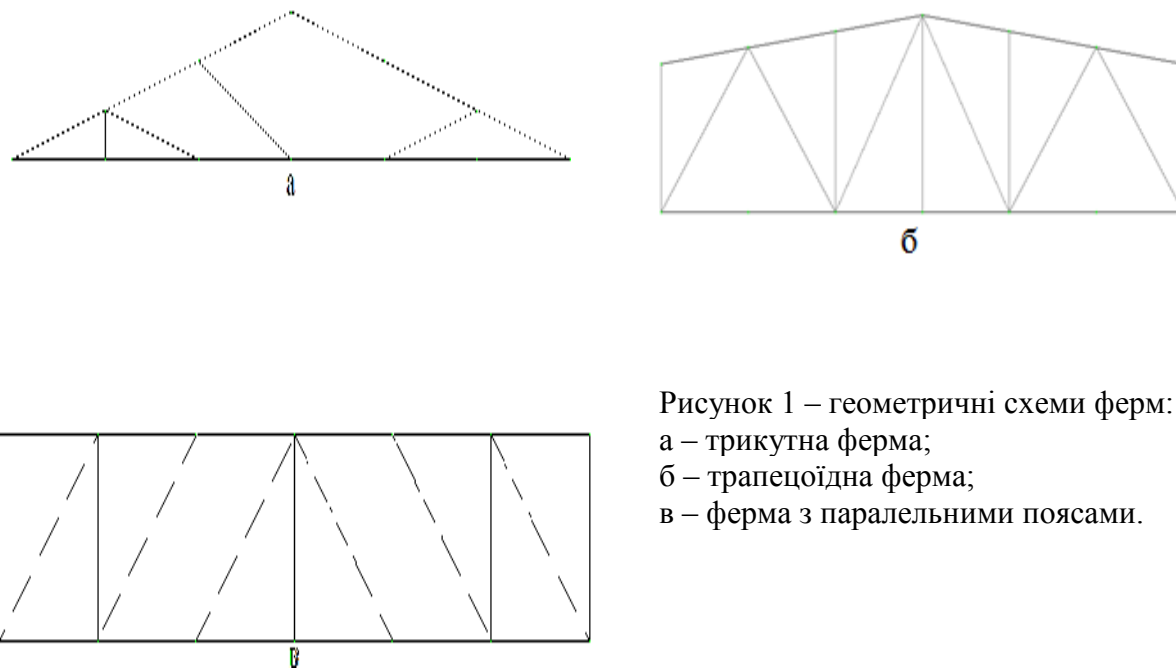 а
б
Рисунок 1 – геометричні схеми ферм:
а – трикутна ферма;
б – трапецоїдна ферма;
в – ферма з паралельними поясами.
в